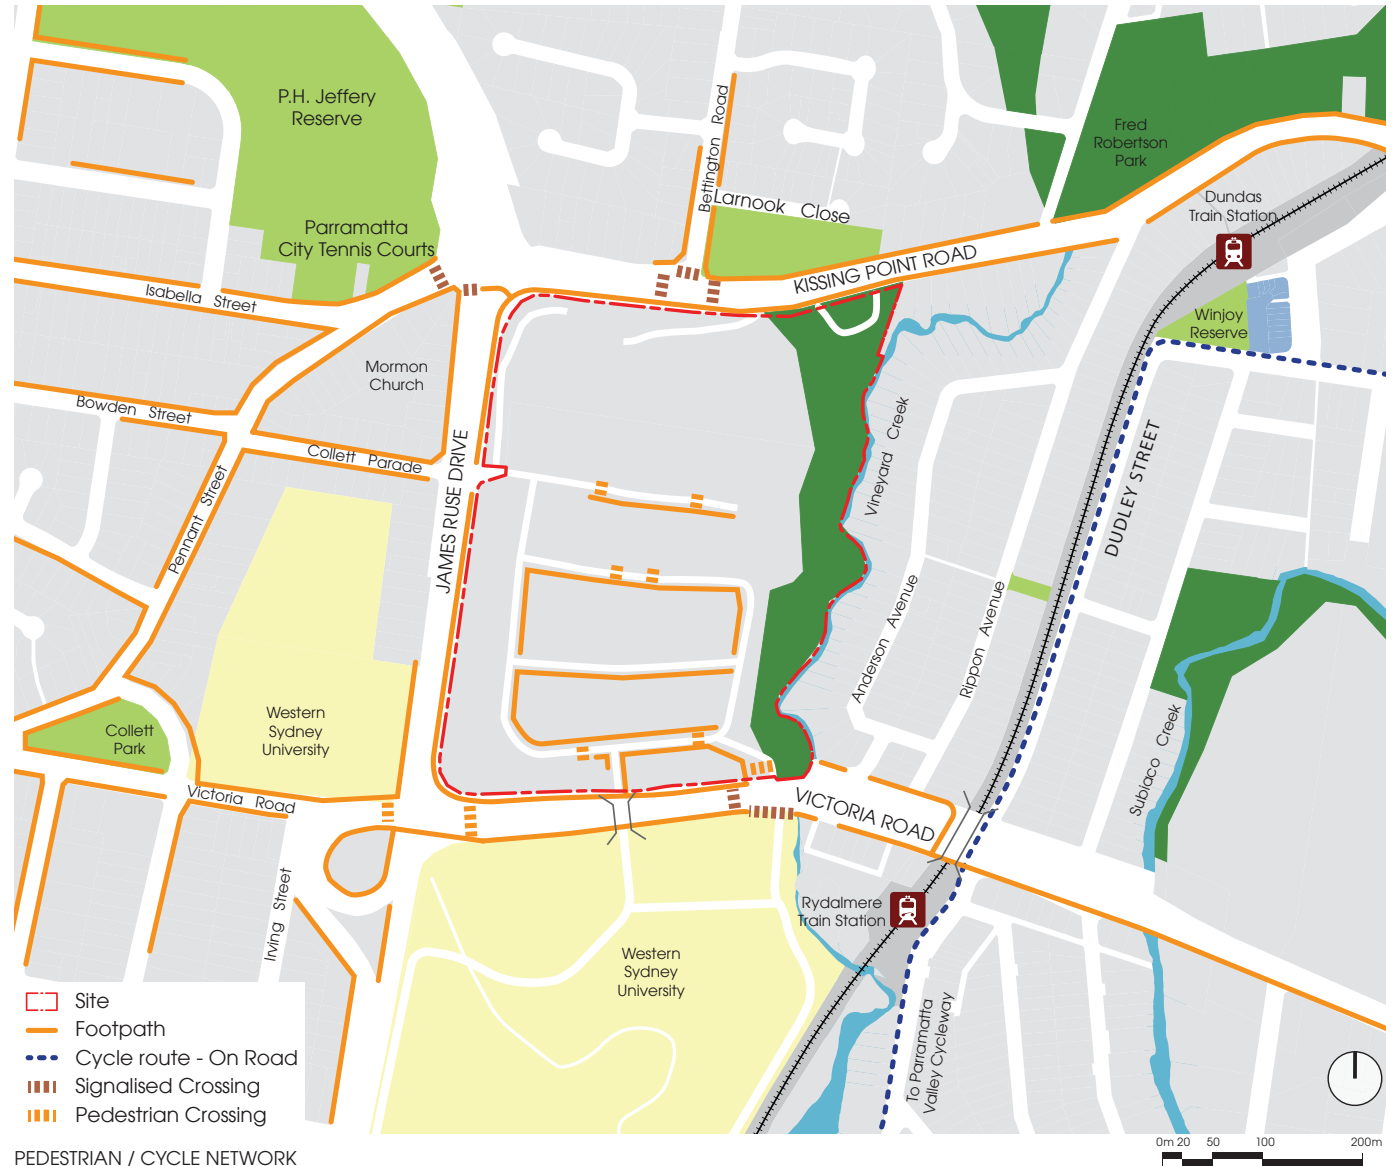 P.H. Jeffery
Reserve
Bettington Road
Fred
Robertson
Park
Larnook Close
Dundas
Train Station
Parramatta
City Tennis Courts
KISSING POINT ROAD
Isabella Street
Winjoy
Reserve
Mormon
Church
Bowden Street
Collett Parade
Vineyard Creek
JAMES RUSE DRIVE
DUDLEY STREET
Pennant Street
Anderson Avenue
Rippon Avenue
Western
Sydney
University
Collett
Park
Subiaco Creek
Victoria Road
VICTORIA ROAD
Irving Street
Rydalmere
Train Station
Western
Sydney
University
To Parramatta
Valley Cycleway
Site
Footpath
Cycle route - On Road
Signalised Crossing
Pedestrian Crossing
0m 20 50 100 200m
PEDESTRIAN / CYCLE NETWORK